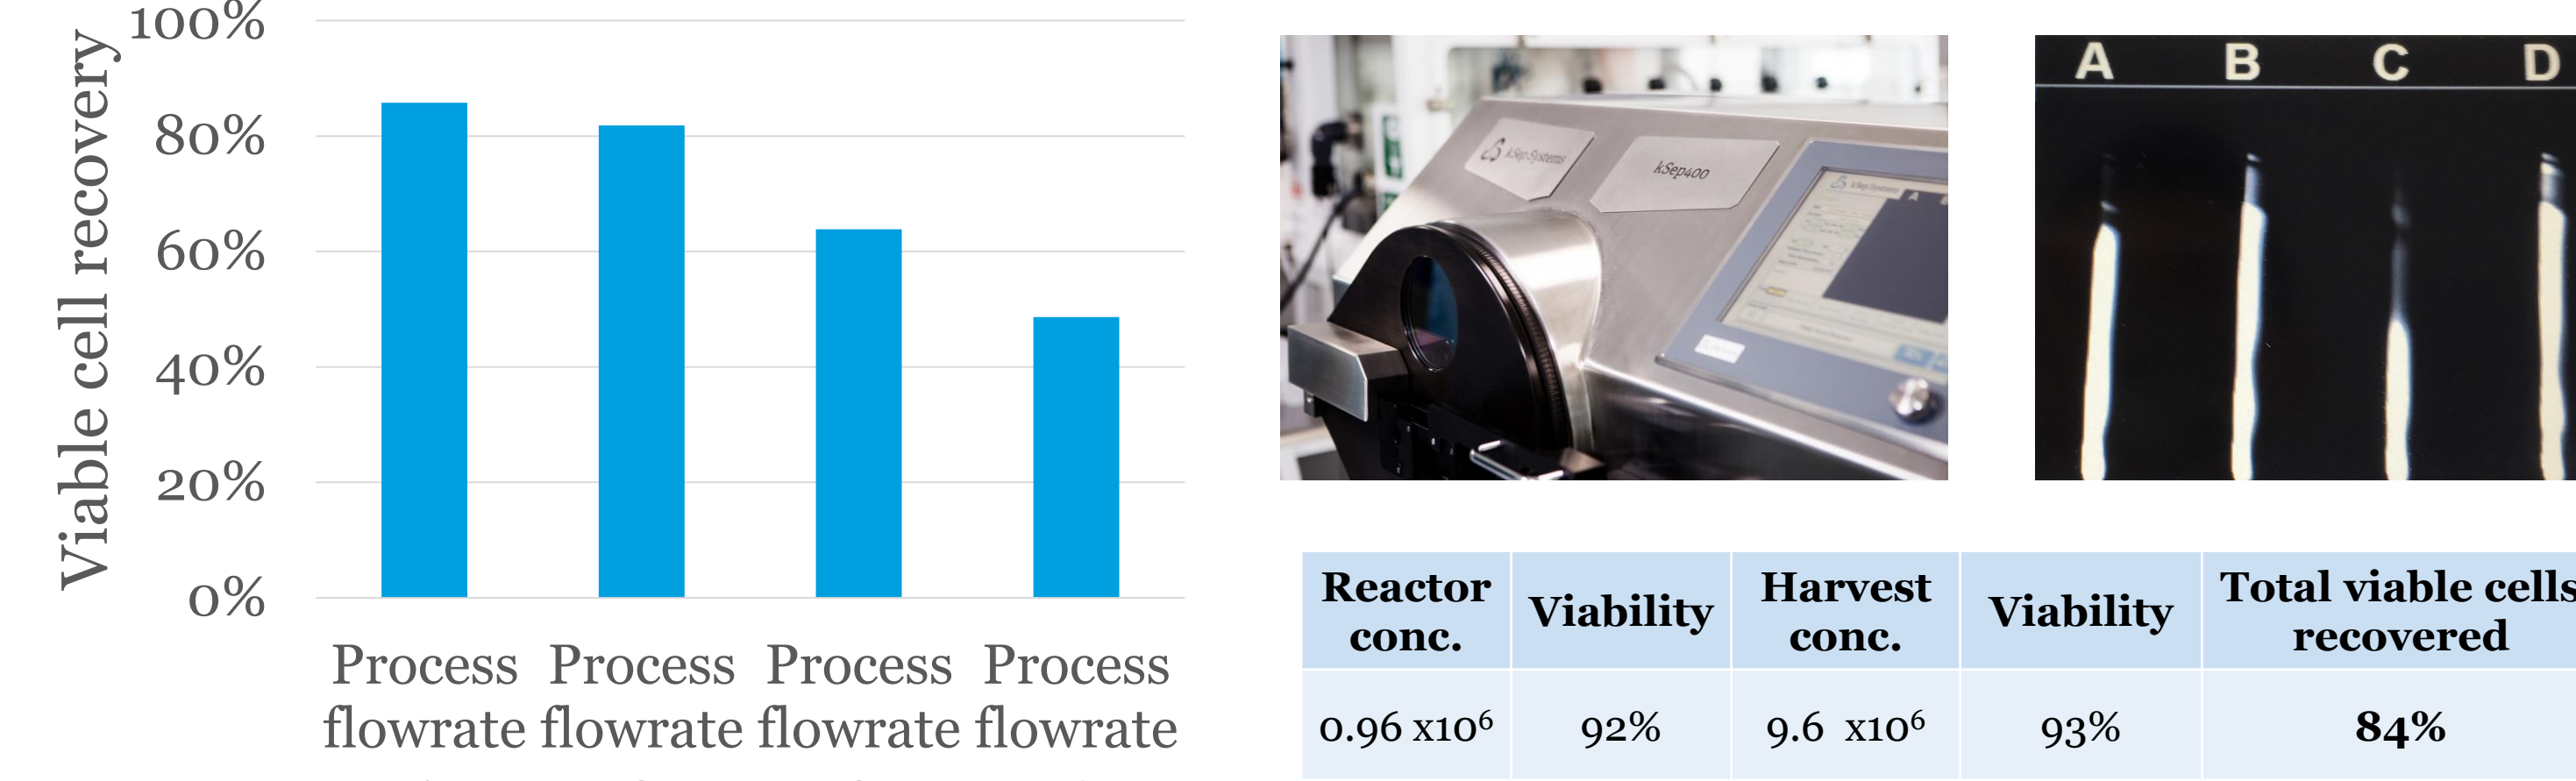 Viable cell recovery
100%
80%
60%
40%
20%
0%
Process Process Process Process
flowrate flowrate flowrate flowrate
kSep Systems
kSep400
kSep Systems
A B C D
Reactor conc.
Viability
Harvest conc.
Viability
Total viable cells recovered
0.96 x10⁶ 92% 9.6 x10⁶ 93% 84%